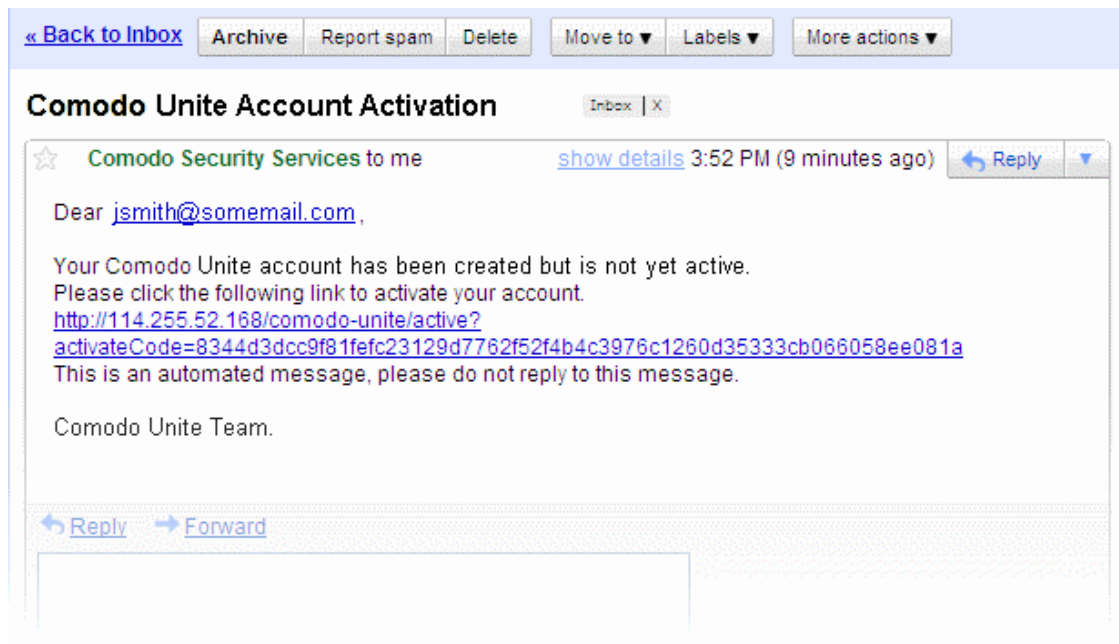 « Back to Inbox Archive Report spam Delete Move to ▼ Labels ▼ More actions ▼
Comodo Unite Account Activation Inbox X
Comodo Security Services to me show details 3:52 PM (9 minutes ago) Reply ▼
Dear jsmith@somemail.com,
Your Comodo Unite account has been created but is not yet active.
Please click the following link to activate your account.
http://114.255.52.168/comodo-unite/active?
activateCode=8344d3dcc9f81fefc23129d7762f52f4b4c3976c1260d35333cb066058ee081a
This is an automated message, please do not reply to this message.
Comodo Unite Team.
Reply Forward